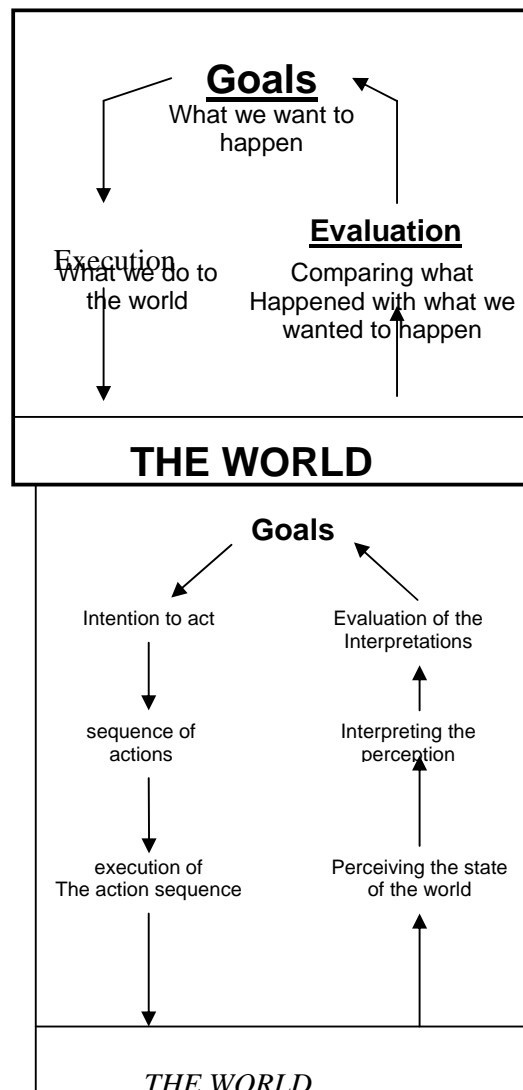 Goals
What we want to
happen
Execution
What we do to
the world
Evaluation
Comparing what
Happened with what we
wanted to happen
THE WORLD
Goals
Intention to act
sequence of
actions
execution of
The action sequence
Evaluation of the
Interpretations
Interpreting the
perception
Perceiving the state
of the world
THE WORLD